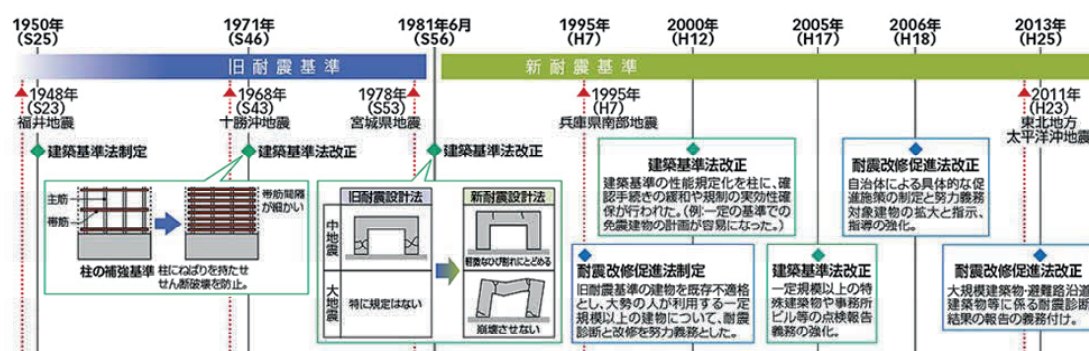 1950年
(S25)
1971年
(S46)
1981年6月
(S56)
1995年
(H7)
2000年
(H12)
2005年
(H17)
2006年
(H18)
2013年
(H25)
旧耐震基準
新耐震基準
1948年
(S23)
福井地震
1968年
(S43)
十勝沖地震
1978年
(S53)
宮城県地震
1995年
(H7)
兵庫県南部地震
2011年
(H23)
東北地方
太平洋沖地震
建築基準法制定
建築基準法改正
建築基準法改正
主筋
帯筋
帯筋間隔
が細かい
柱の補強基準
柱にねばりを持たせ
せん断破壊を防止。
旧耐震設計法
新耐震設計法
中地震
軽微なひび割れにとどめる
大地震
特に規定はない
崩壊させない
建築基準法改正
建築基準の性能規定化を柱に、確
認手続きの緩和や規制の実効性確
保が行われた。(例:一定の基準での
免震建物の計画が容易になった。)
耐震改修促進法改正
自治体による具体的な促
進施策の制定と努力義務
対象建物の拡大と指示、
指導の強化。
耐震改修促進法制定
旧耐震基準の建物を既存不適格
とし、大勢の人が利用する一定
規模以上の建物について、耐震
診断と改修を努力義務とした。
建築基準法改正
一定規模以上の特
殊建築物や事務所
ビル等の点検報告
義務の強化。
耐震改修促進法改正
大規模建築物・避難路沿道
建築物等に係る耐震診断
結果の報告の義務付け。